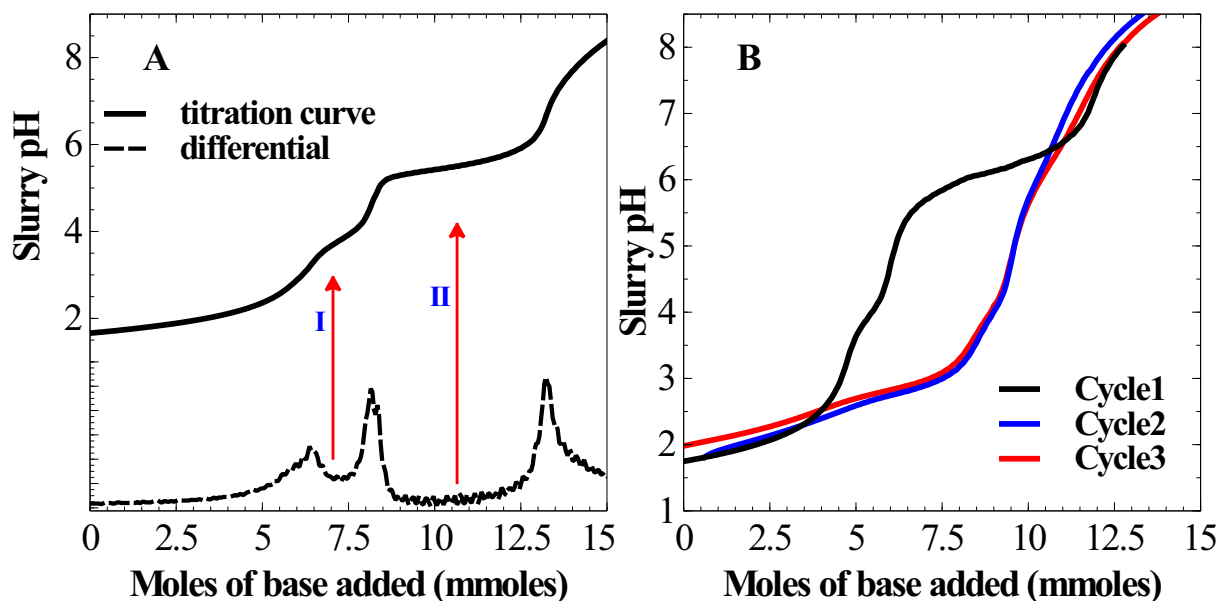 A
titration curve
differential
Slurry pH
8
6
4
2
I
II
0
2.5
5
7.5
10
12.5
15
Moles of base added (mmoles)
B
Cycle1
Cycle2
Cycle3
Slurry pH
8
7
6
5
4
3
2
1
0
2.5
5
7.5
10
12.5
15
Moles of base added (mmoles)